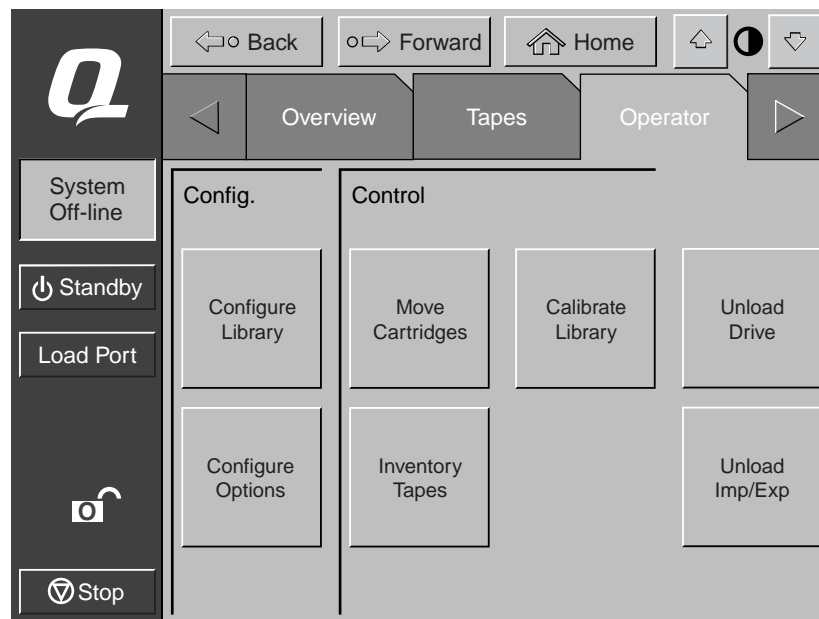 Q
Back
Forward
Home
Overview
Tapes
Operator
System
Off-line
Standby
Load Port
O
Stop
Config.
Control
Configure
Library
Move
Cartridges
Calibrate
Library
Unload
Drive
Configure
Options
Inventory
Tapes
Unload
Imp/Exp